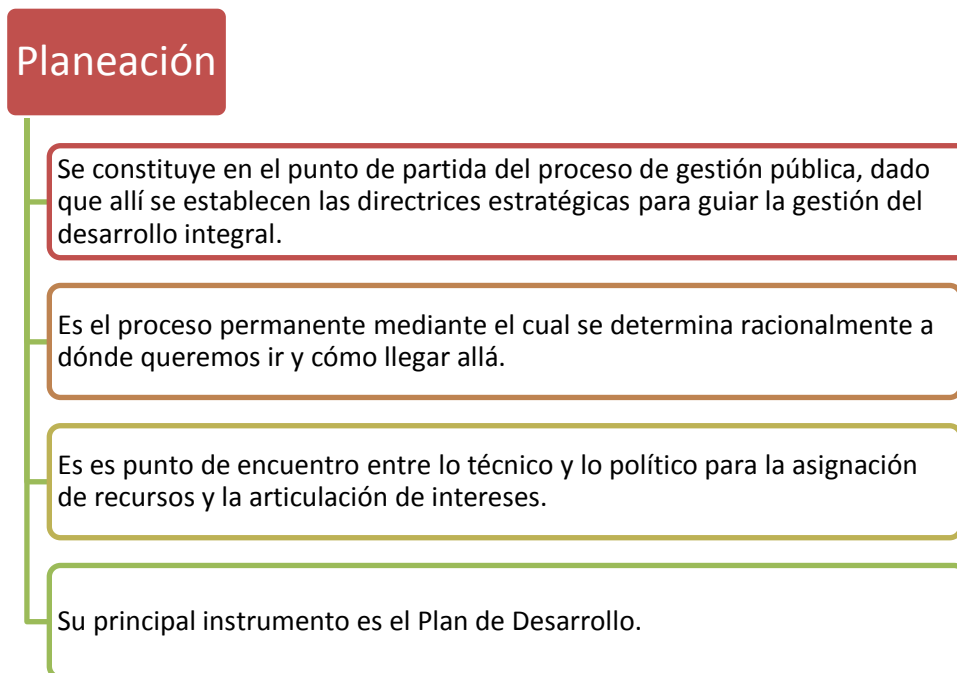 Planeación
Se constituye en el punto de partida del proceso de gestión pública, dado
que allí se establecen las directrices estratégicas para guiar la gestión del
desarrollo integral.
Es el proceso permanente mediante el cual se determina racionalmente a
dónde queremos ir y cómo llegar allá.
Es es punto de encuentro entre lo técnico y lo político para la asignación
de recursos y la articulación de intereses.
Su principal instrumento es el Plan de Desarrollo.